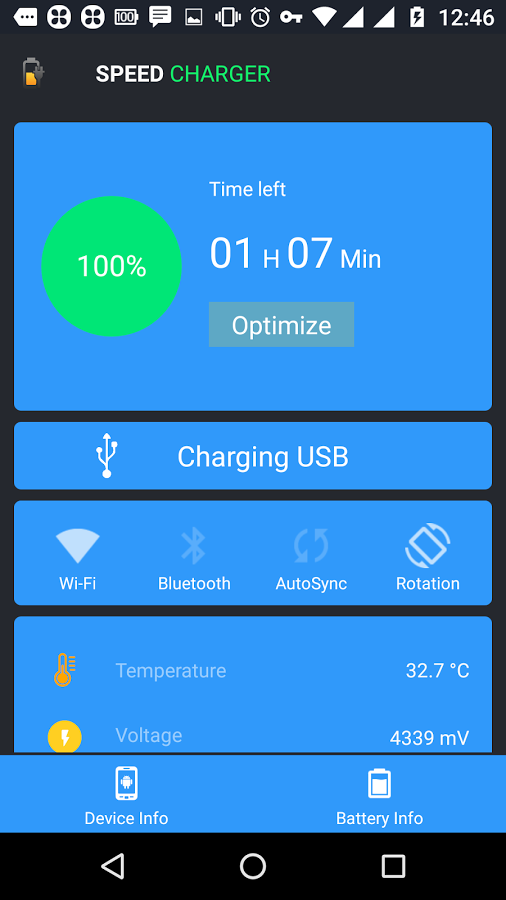 100
12:46
SPEED CHARGER
Time left
100%
01 H 07 Min
Optimize
Charging USB
Wi-Fi
Bluetooth
AutoSync
Rotation
Temperature
32.7 °C
Voltage
4339 mV
Device Info
Battery Info